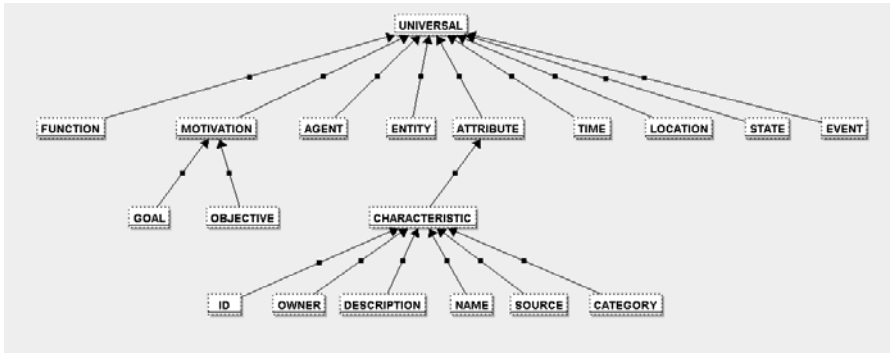 UNIVERSAL
FUNCTION MOTIVATION AGENT ENTITY ATTRIBUTE TIME LOCATION STATE EVENT
GOAL OBJECTIVE CHARACTERISTIC
ID OWNER DESCRIPTION NAME SOURCE CATEGORY